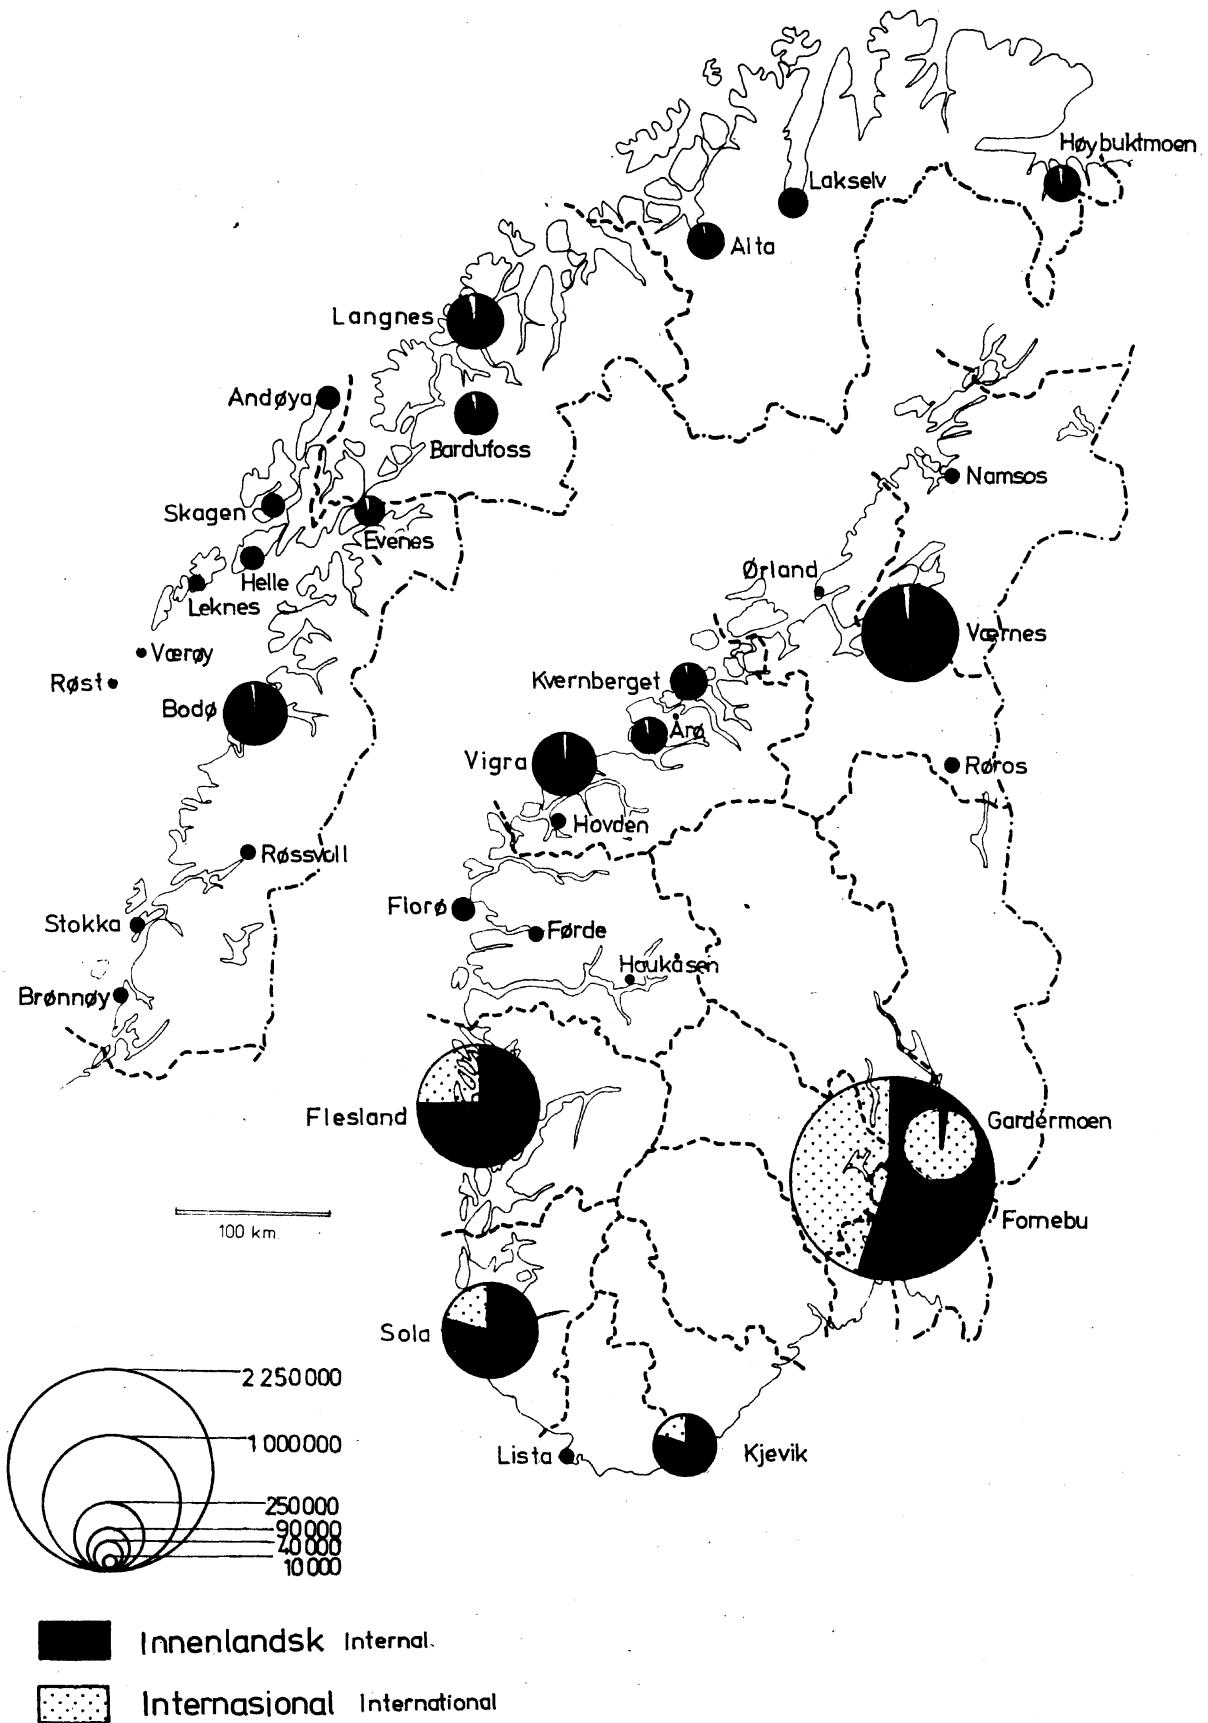 Høybuktmoen
Lakselv
Alta
Langnes
Andøya
Bardufoss
Namsos
Skagen
Evenes
Ørland
Helle
Leknes
Værnes
Værøy
Kvernberget
Røst
Bodø
Årø
Vigra
Røros
Hovden
Røssvoll
Florø
Stokka
Førde
Haukåsen
Brønnøy
Flesland
Gardermoen
Fornebu
100 km.
Sola
2 250 000
1 000 000
Lista
Kjevik
250 000
90 000
40 000
10 000
Innenlandsk Internal.
Internasional International